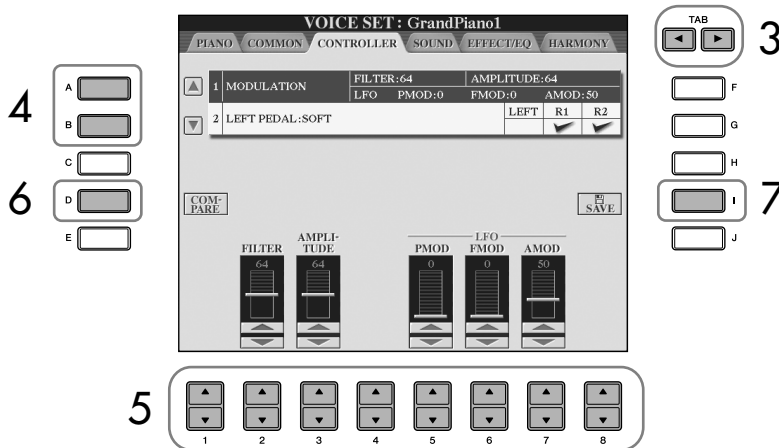 VOICE SET : GrandPiano1
PIANO COMMON CONTROLLER SOUND EFFECT/EQ HARMONY
TAB
3
1 MODULATION FILTER:64 AMPLITUDE:64
LFO PMOD:0 FMOD:0 AMOD:50
2 LEFT PEDAL:SOFT LEFT R1 R2
4
A
B
C
6
D
E
F
G
H
7
I
J
COM-
PARE
SAVE
FILTER
AMPLI-
TUDE
LFO
PMOD FMOD AMOD
64 64 0 0 50
5
1 2 3 4 5 6 7 8